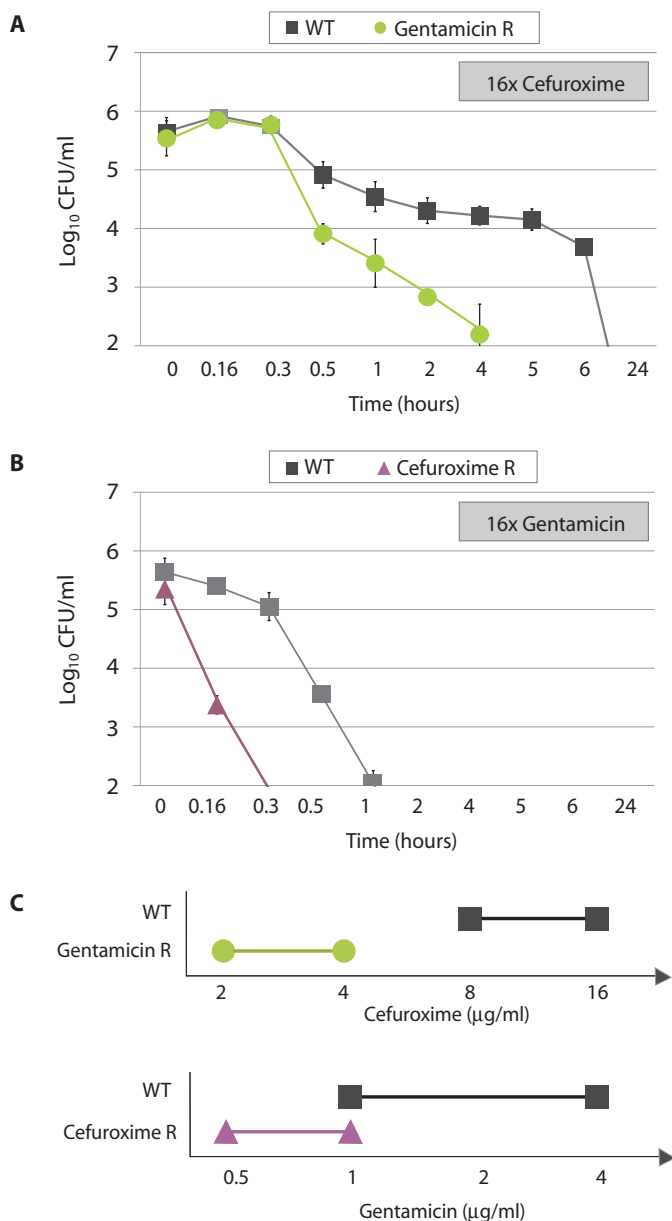 A
WT Gentamicin R
7
16x Cefuroxime
6
5
4
3
2
Log10 CFU/ml
0 0.16 0.3 0.5 1 2 4 5 6 24
Time (hours)
B
WT Cefuroxime R
7
16x Gentamicin
6
5
4
3
2
Log10 CFU/ml
0 0.16 0.3 0.5 1 2 4 5 6 24
Time (hours)
C
WT
Gentamicin R
2 4 8 16
Cefuroxime (μg/ml)
WT
Cefuroxime R
0.5 1 2 4
Gentamicin (μg/ml)